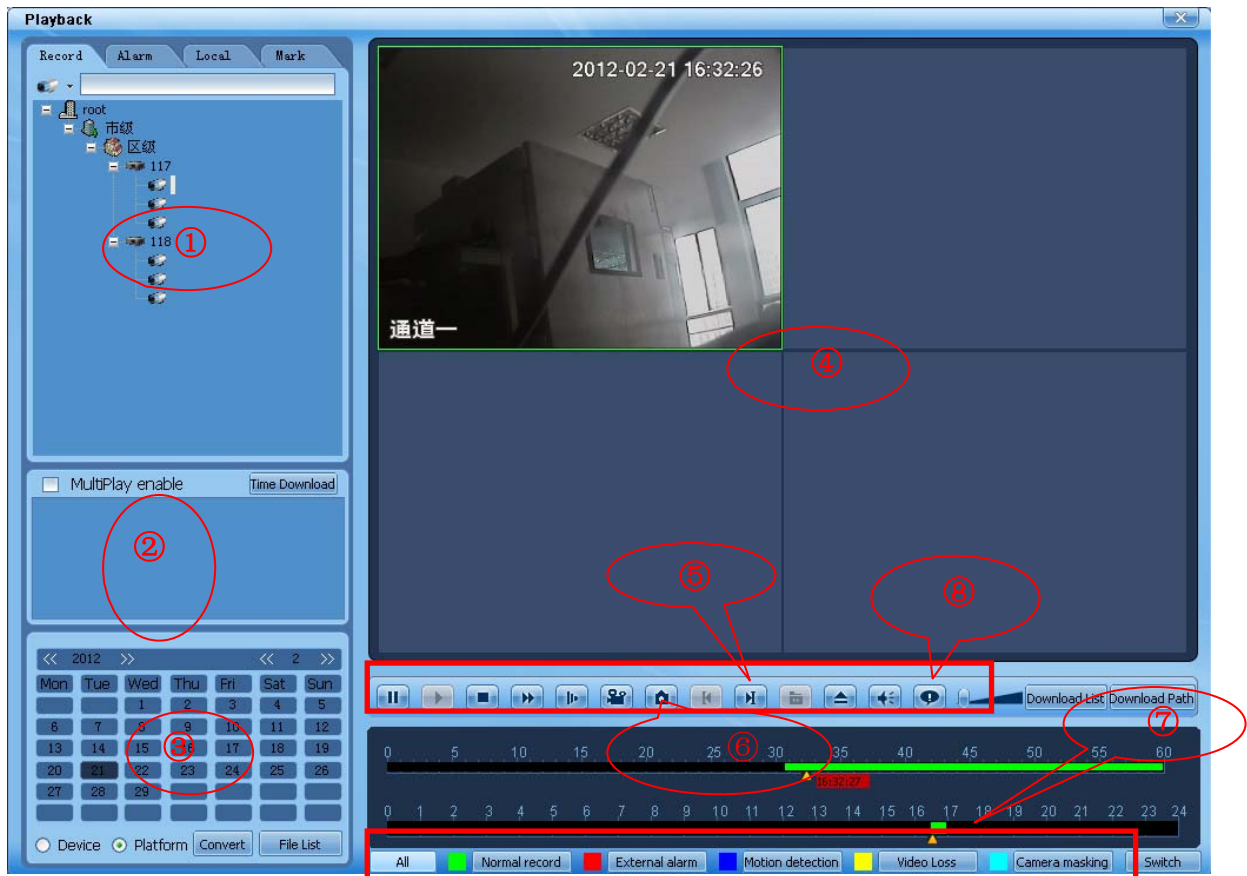 Playback
Record Alarm Local Mark
root
市级
区级
117
118
①
MultiPlay enable Time Download
②
<< 2012 >> << 2 >>
Mon Tue Wed Thu Fri Sat Sun
1 2 3 4 5
6 7 8 9 10 11 12
13 14 15 16 17 18 19
20 21 22 23 24 25 26
27 28 29
③
Device Platform Convert File List
2012-02-21 16:32:26
通道一
④
⑤
⑧
Download List Download Path
⑦
⑥
0 5 10 15 20 25 30 35 40 45 50 55 60
16:32:27
0 1 2 3 4 5 6 7 8 9 10 11 12 13 14 15 16 17 18 19 20 21 22 23 24
All Normal record External alarm Motion detection Video Loss Camera masking Switch